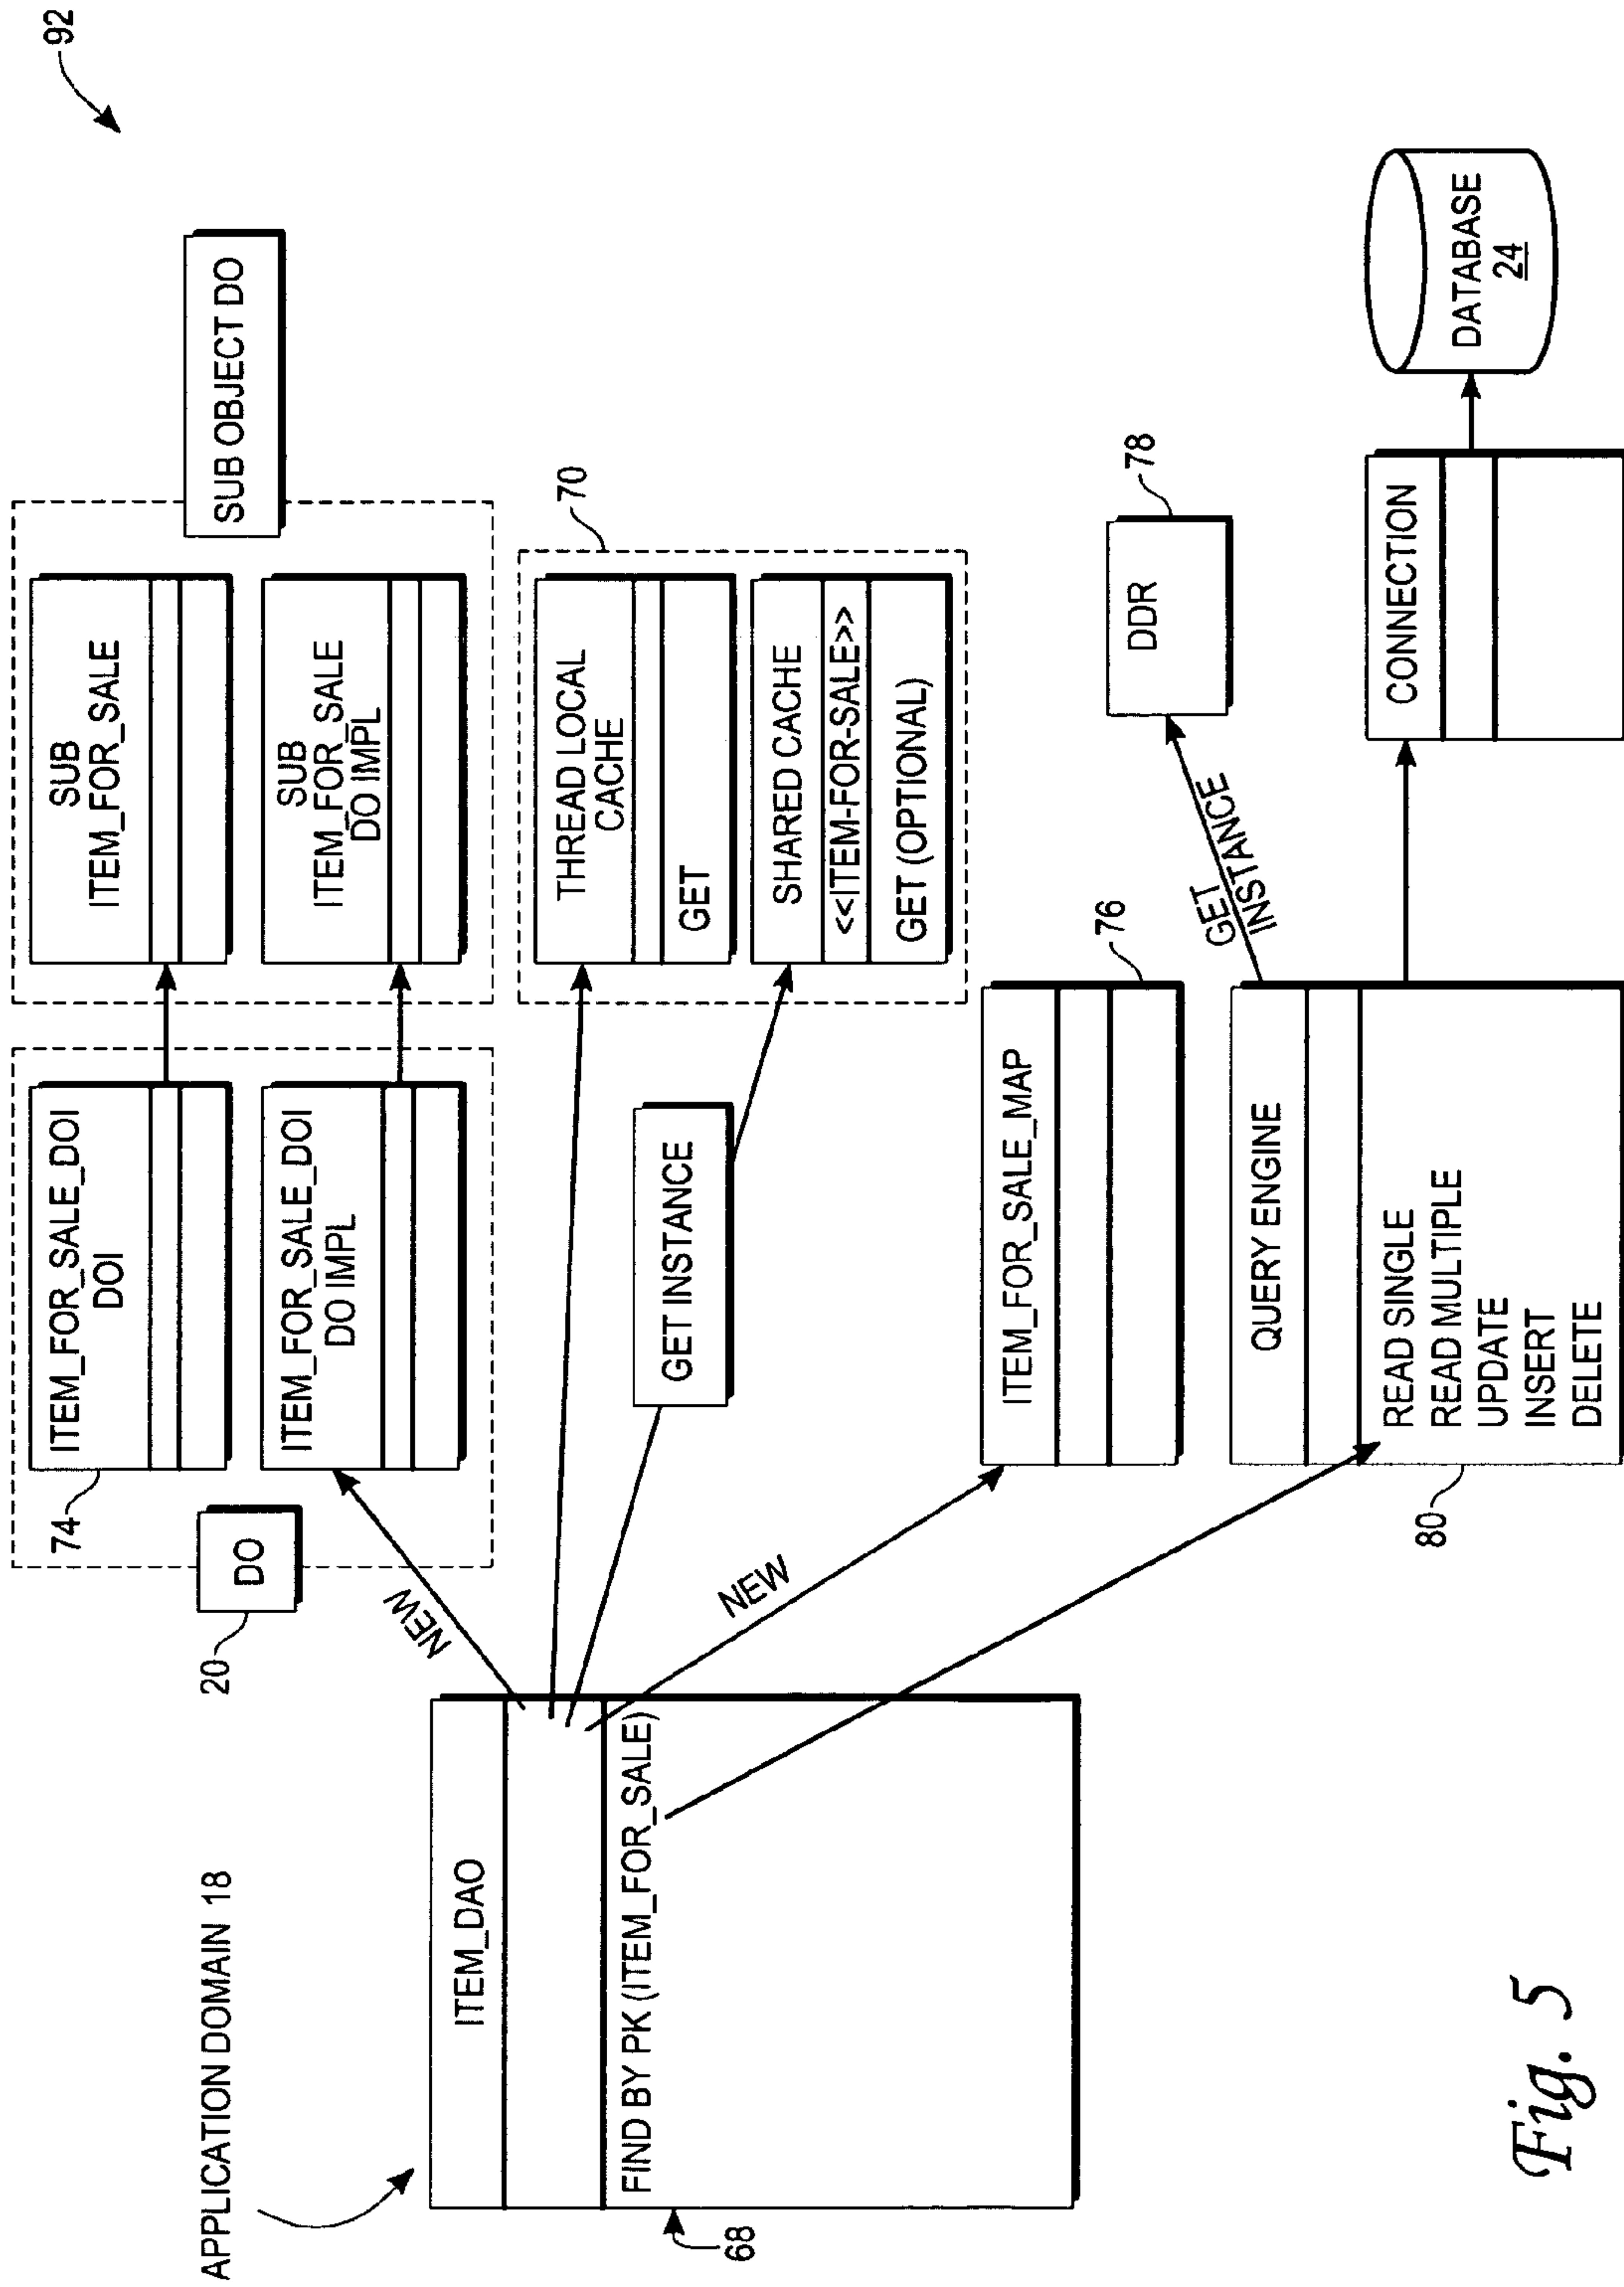 92
APPLICATION DOMAIN 18
ITEM_DAO
FIND BY PK (ITEM_FOR_SALE)
68
20
DO
74
ITEM_FOR_SALE_DOI
DOI
ITEM_FOR_SALE_DOI
DO IMPL
SUB
ITEM_FOR_SALE
SUB
ITEM_FOR_SALE
DO IMPL
SUB OBJECT DO
NEW
70
THREAD LOCAL
CACHE
GET
SHARED CACHE
<<ITEM-FOR-SALE>>
GET (OPTIONAL)
GET INSTANCE
NEW
76
ITEM_FOR_SALE_MAP
GET
INSTANCE
DDR
78
QUERY ENGINE
READ SINGLE
READ MULTIPLE
UPDATE
INSERT
DELETE
80
CONNECTION
DATABASE
24
Fig. 5